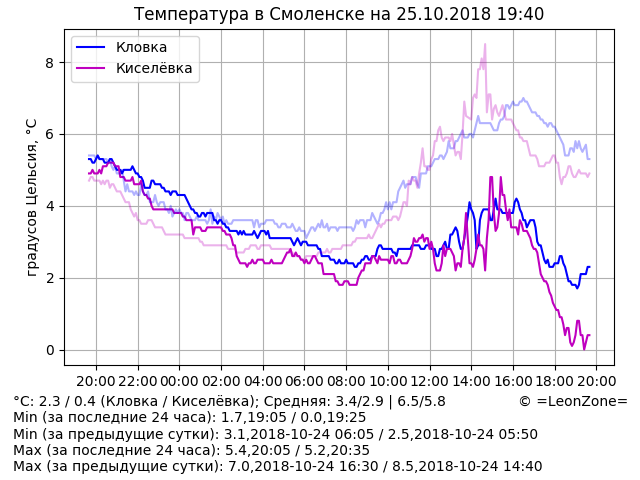 Температура в Смоленске на 25.10.2018 19:40
Кловка
Киселёвка
градусов Цельсия, °C
8
6
4
2
0
20:00 22:00 00:00 02:00 04:00 06:00 08:00 10:00 12:00 14:00 16:00 18:00 20:00
°C: 2.3 / 0.4 (Кловка / Киселёвка); Средняя: 3.4/2.9 | 6.5/5.8 © =LeonZone=
Min (за последние 24 часа): 1.7,19:05 / 0.0,19:25
Min (за предыдущие сутки): 3.1,2018-10-24 06:05 / 2.5,2018-10-24 05:50
Max (за последние 24 часа): 5.4,20:05 / 5.2,20:35
Max (за предыдущие сутки): 7.0,2018-10-24 16:30 / 8.5,2018-10-24 14:40